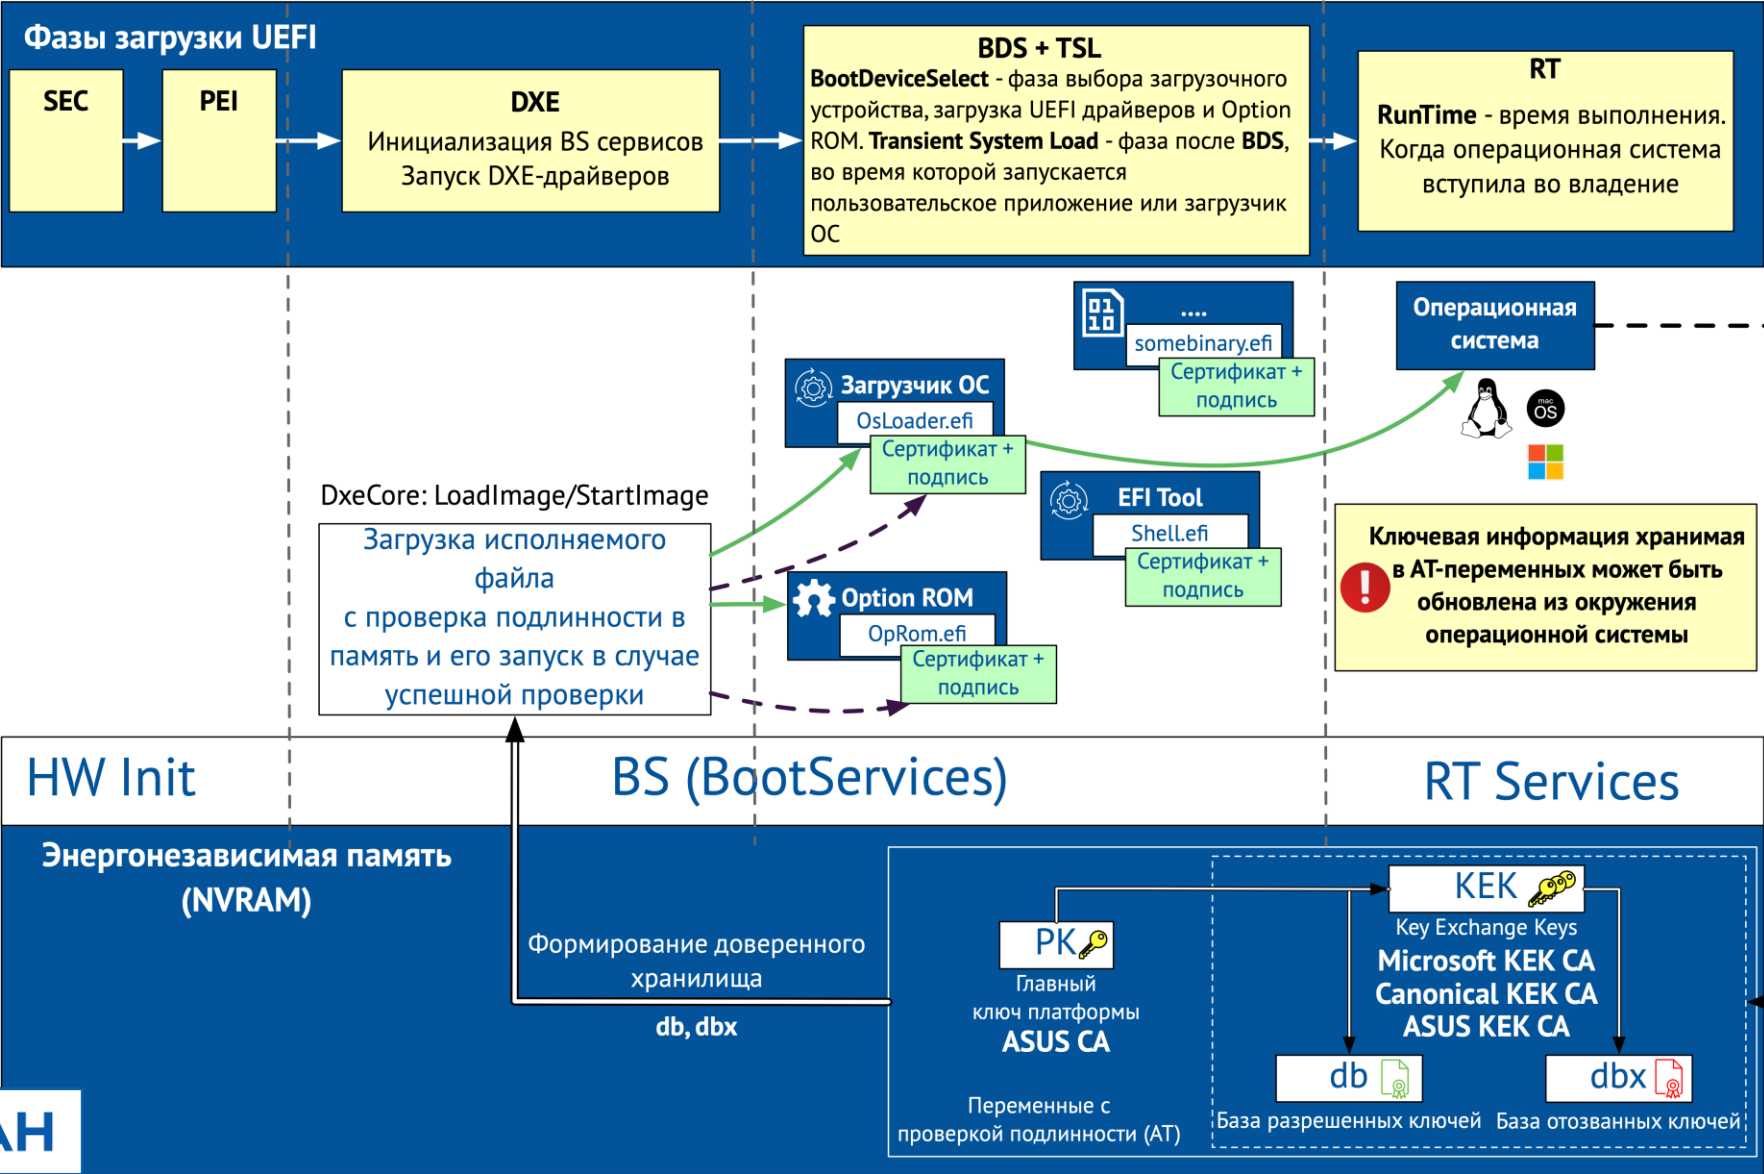 Фазы загрузки UEFI
SEC
PEI
DXE
Инициализация BS сервисов
Запуск DXE-драйверов
BDS + TSL
BootDeviceSelect - фаза выбора загрузочного
устройства, загрузка UEFI драйверов и Option
ROM. Transient System Load - фаза после BDS,
во время которой запускается
пользовательское приложение или загрузчик
ОС
RT
RunTime - время выполнения.
Когда операционная система
вступила во владение
01
10
....
somebinary.efi
Сертификат +
подпись
Операционная
система
mac
OS
Загрузчик ОС
OsLoader.efi
Сертификат +
подпись
EFI Tool
Shell.efi
Сертификат +
подпись
DxeCore: LoadImage/StartImage
Загрузка исполняемого
файла
с проверка подлинности в
память и его запуск в случае
успешной проверки
Option ROM
OpRom.efi
Сертификат +
подпись
Ключевая информация хранимая
в АТ-переменных может быть
обновлена из окружения
операционной системы
HW Init
BS (BootServices)
RT Services
Энергонезависимая память
(NVRAM)
Формирование доверенного
хранилища
db, dbx
PK
Главный
ключ платформы
ASUS CA
KEK
Key Exchange Keys
Microsoft KEK CA
Canonical KEK CA
ASUS KEK CA
db
База разрешенных ключей
dbx
База отозванных ключей
Переменные с
проверкой подлинности (AT)
АН